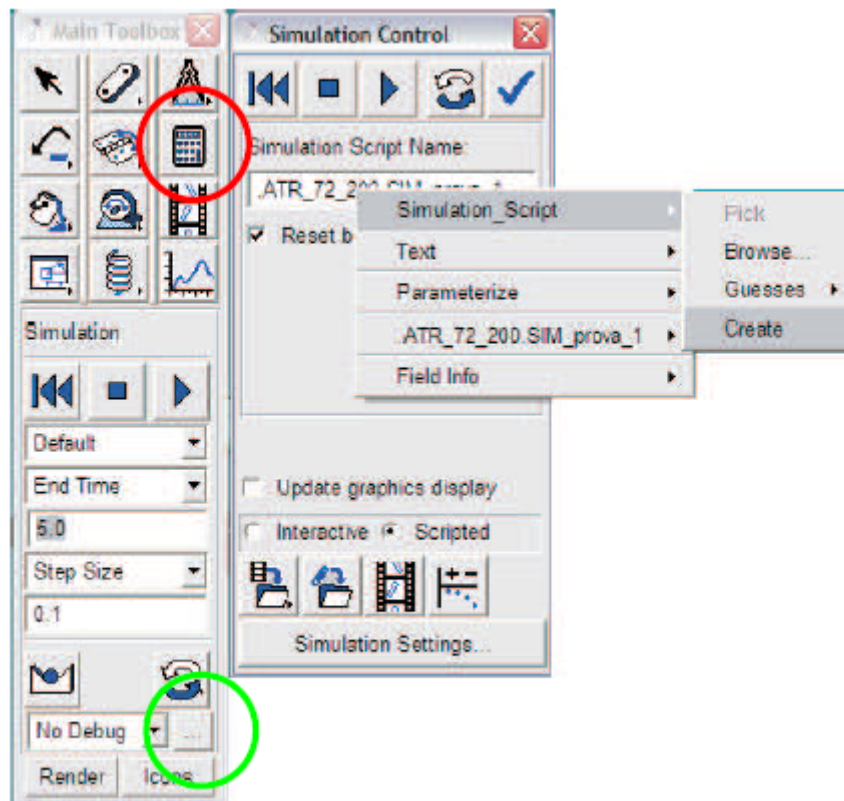 Main Toolbox
Simulation
Default
End Time
5.0
Step Size
0.1
No Debug
...
Render
Icons
Simulation Control
Simulation Script Name:
.ATR_72_200.SIM_prova_1
Reset b
Update graphics display
Interactive
Scripted
Simulation Settings...
Simulation_Script
Text
Parameterize
.ATR_72_200.SIM_prova_1
Field Info
Pick
Browse...
Guesses
Create